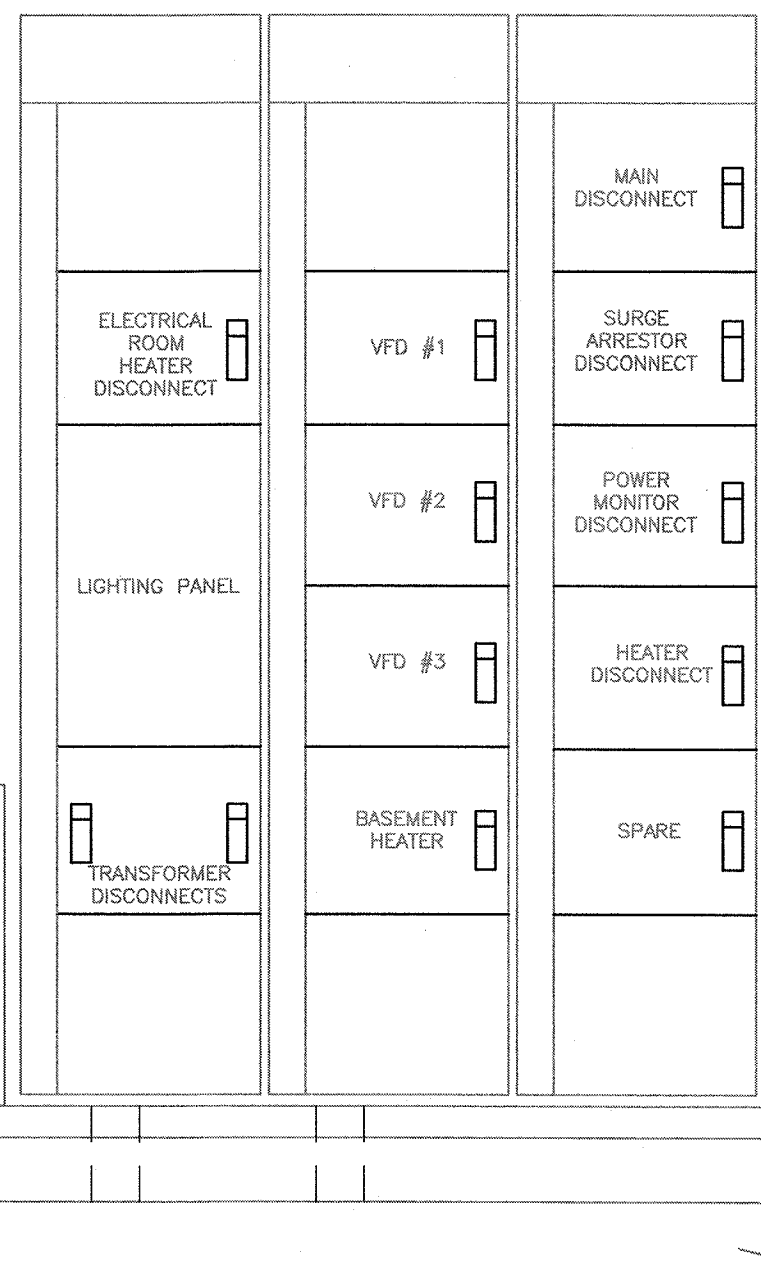 ELECTRICAL
ROOM
HEATER
DISCONNECT
LIGHTING PANEL
TRANSFORMER
DISCONNECTS
VFD #1
VFD #2
VFD #3
BASEMENT
HEATER
MAIN
DISCONNECT
SURGE
ARRESTOR
DISCONNECT
POWER
MONITOR
DISCONNECT
HEATER
DISCONNECT
SPARE